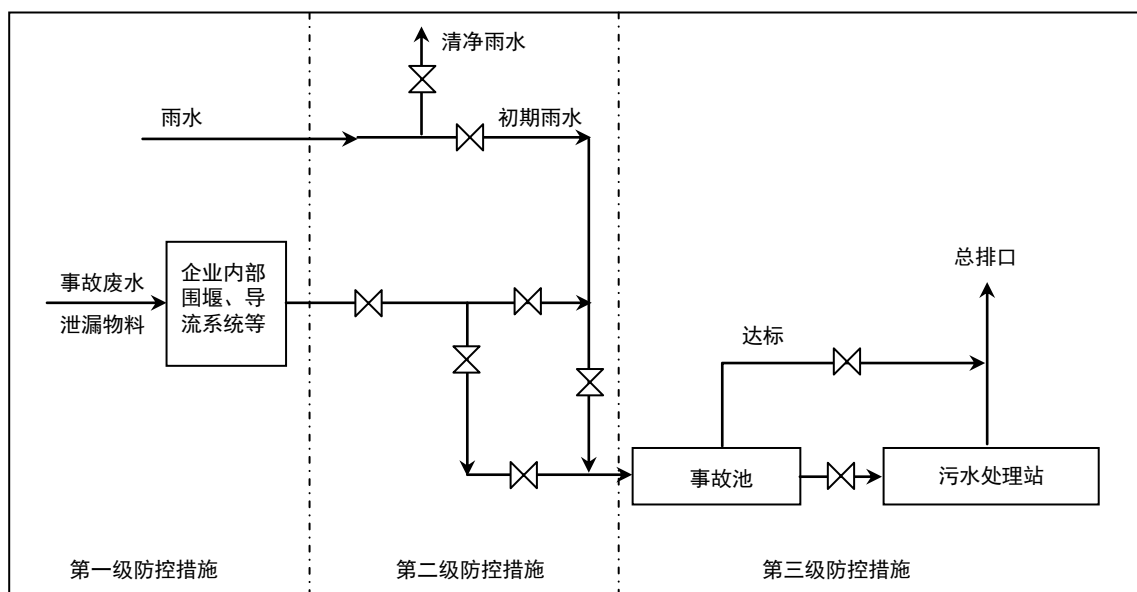 清净雨水
雨水
初期雨水
事故废水
泄漏物料
企业内部
围堰、导
流系统等
总排口
达标
事故池
污水处理站
第一级防控措施
第二级防控措施
第三级防控措施